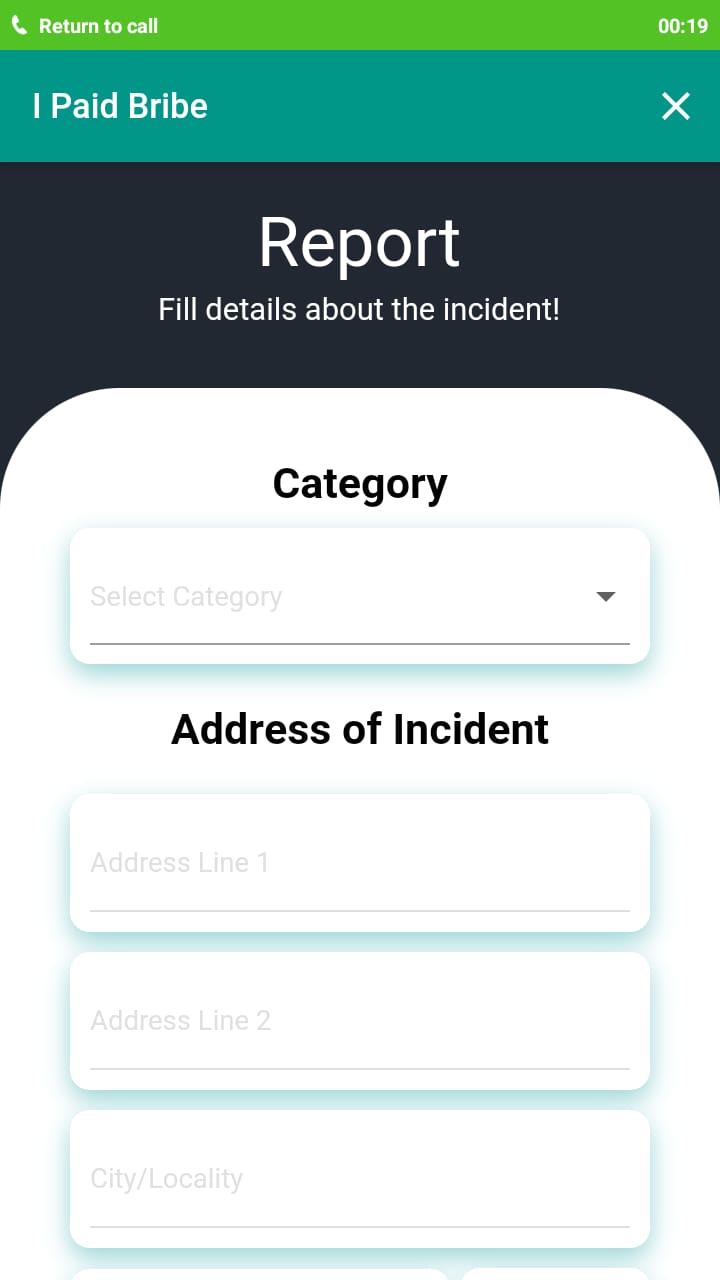 Return to call 00:19
I Paid Bribe
Report
Fill details about the incident!
Category
Select Category
Address of Incident
Address Line 1
Address Line 2
City/Locality